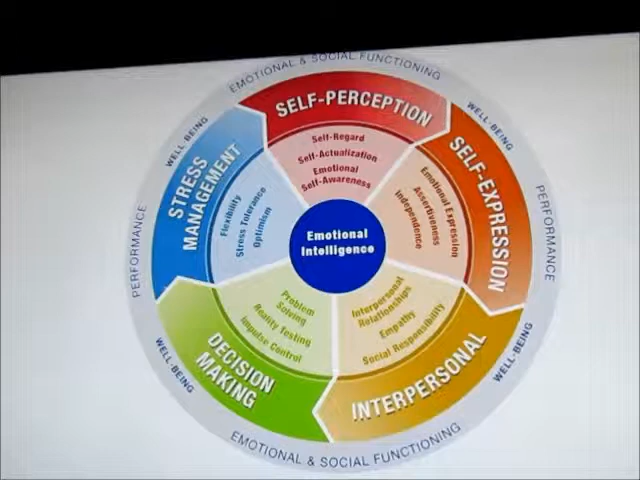 EMOTIONAL & SOCIAL FUNCTIONING
WELL-BEING
WELL-BEING
SELF-PERCEPTION
Self-Regard
Self-Actualization
Emotional
Self-Awareness
SELF-EXPRESSION
Emotional Expression
Assertiveness
Independence
PERFORMANCE
STRESS
MANAGEMENT
Flexibility
Stress Tolerance
Optimism
PERFORMANCE
Emotional
Intelligence
Problem
Solving
Reality Testing
Impulse Control
DECISION
MAKING
Interpersonal
Relationships
Empathy
Social Responsibility
INTERPERSONAL
WELL-BEING
WELL-BEING
EMOTIONAL & SOCIAL FUNCTIONING